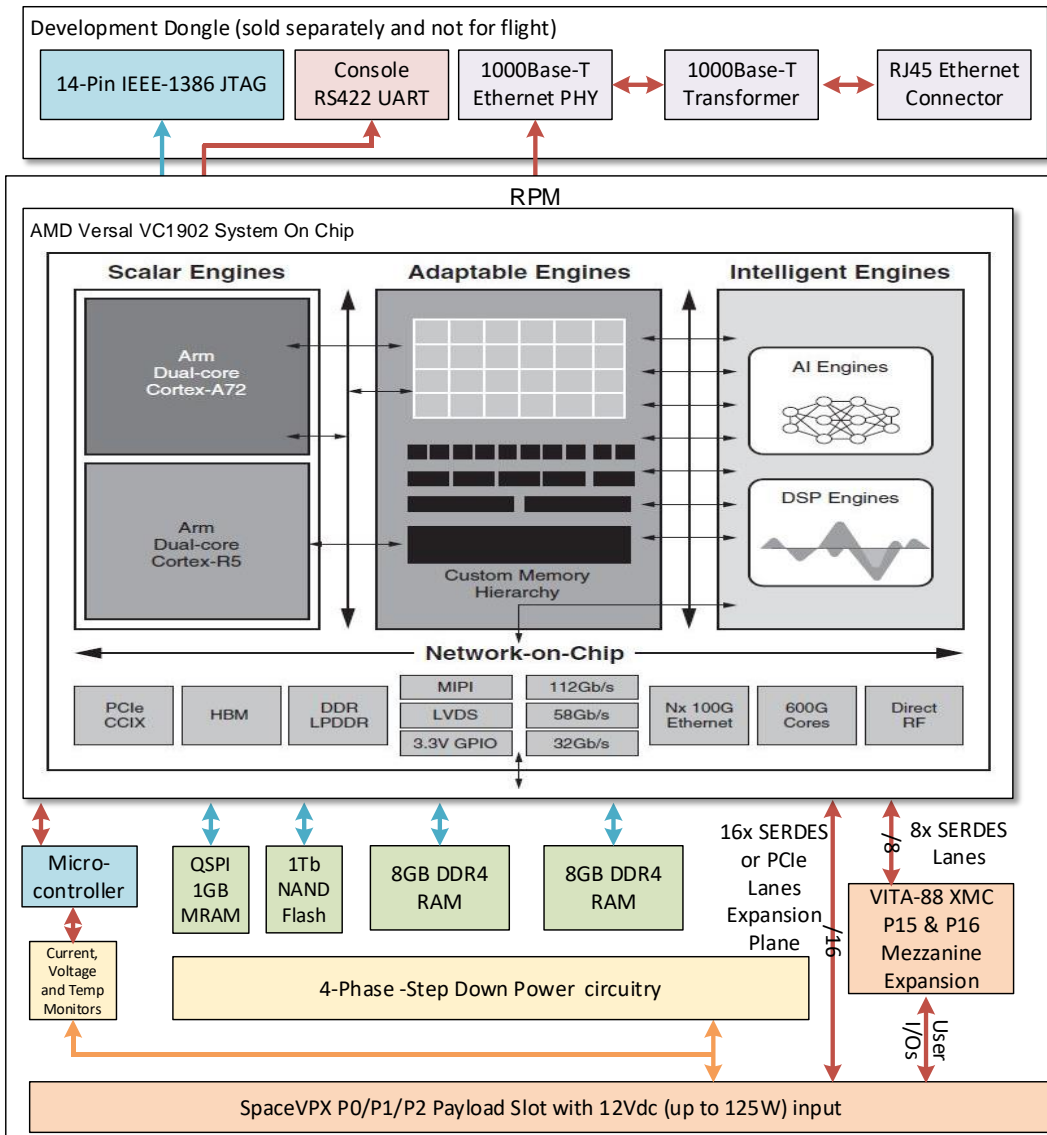 Development Dongle (sold separately and not for flight)
14-Pin IEEE-1386 JTAG
Console
RS422 UART
1000Base-T
Ethernet PHY
1000Base-T
Transformer
RJ45 Ethernet
Connector
RPM
AMD Versal VC1902 System On Chip
Scalar Engines
Adaptable Engines
Intelligent Engines
Arm
Dual-core
Cortex-A72
Arm
Dual-core
Cortex-R5
Custom Memory
Hierarchy
AI Engines
DSP Engines
Network-on-Chip
PCIe
CCIX
HBM
DDR
LPDDR
MIPI
LVDS
3.3V GPIO
112Gb/s
58Gb/s
32Gb/s
Nx 100G
Ethernet
600G
Cores
Direct
RF
Micro-
controller
QSPI
1GB
MRAM
1Tb
NAND
Flash
8GB DDR4
RAM
8GB DDR4
RAM
16x SERDES
or PCIe
Lanes
Expansion
Plane
/16
/8
8x SERDES
Lanes
VITA-88 XMC
P15 & P16
Mezzanine
Expansion
Current,
Voltage
and Temp
Monitors
4-Phase -Step Down Power circuitry
User
I/Os
SpaceVPX P0/P1/P2 Payload Slot with 12Vdc (up to 125W) input